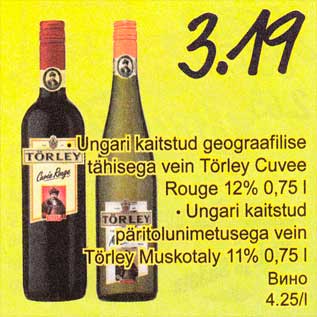 3.19
• Ungari kaitstud geograafilise
tähisega vein Törley Cuvee
Rouge 12% 0,75 l
• Ungari kaitstud
päritolunimetusega vein
Törley Muskotaly 11% 0,75 l
Вино
4.25/l
TÖRLEY
Cuvée Rouge
TÖRLEY